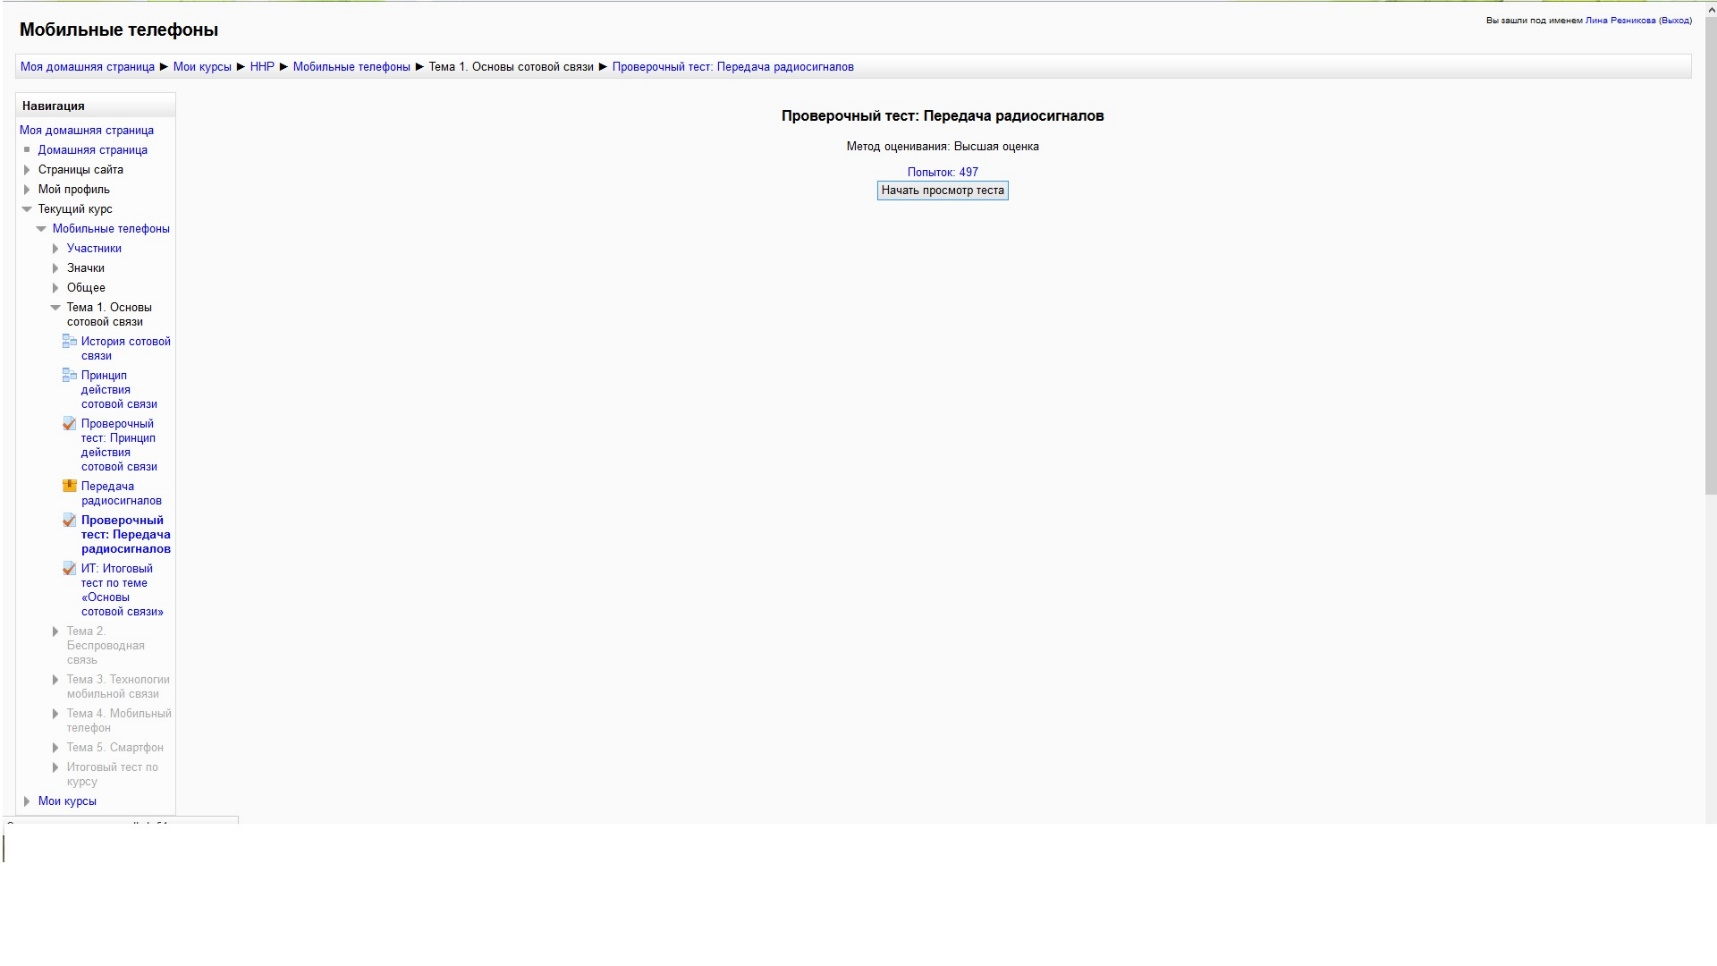 Вы зашли под именем Лина Резникова (Выход)
Мобильные телефоны
Моя домашняя страница ► Мои курсы ► ННР ► Мобильные телефоны ► Тема 1. Основы сотовой связи ► Проверочный тест: Передача радиосигналов
Навигация
Моя домашняя страница
Домашняя страница
Страницы сайта
Мой профиль
Текущий курс
Мобильные телефоны
Участники
Значки
Общее
Тема 1. Основы
сотовой связи
История сотовой
связи
Принцип
действия
сотовой связи
Проверочный
тест: Принцип
действия
сотовой связи
Передача
радиосигналов
Проверочный
тест: Передача
радиосигналов
ИТ: Итоговый
тест по теме
«Основы
сотовой связи»
Тема 2.
Беспроводная
связь
Тема 3. Технологии
мобильной связи
Тема 4. Мобильный
телефон
Тема 5. Смартфон
Итоговый тест по
курсу
Мои курсы
Проверочный тест: Передача радиосигналов
Метод оценивания: Высшая оценка
Попыток: 497
Начать просмотр теста